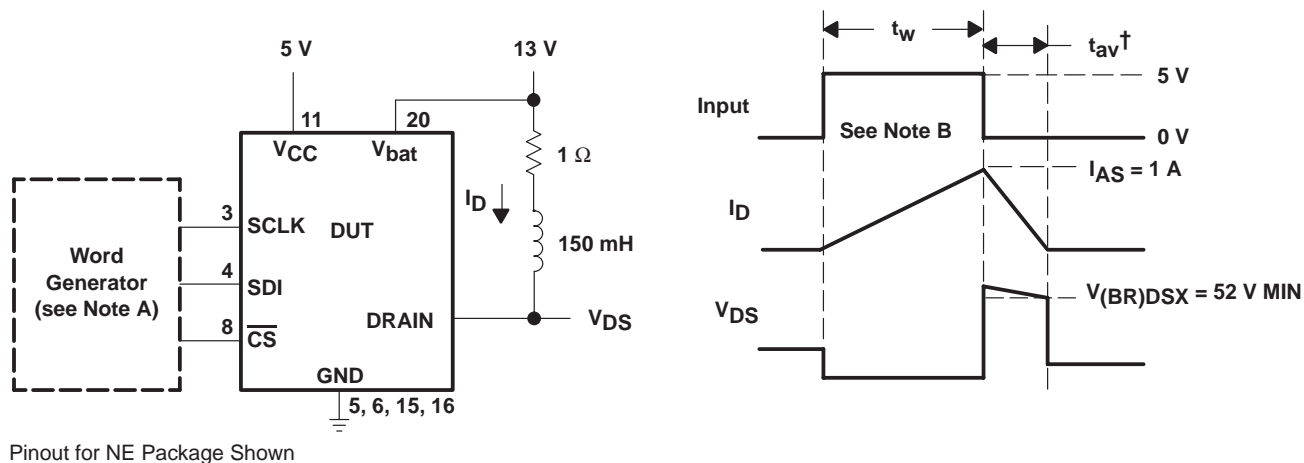 5 V
13 V
11
20
VCC
Vbat
1 Ω
ID
3
SCLK
DUT
150 mH
Word
Generator
(see Note A)
4
SDI
8
CS
DRAIN
VDS
GND
5, 6, 15, 16
Pinout for NE Package Shown
tw
tav†
5 V
Input
See Note B
0 V
IAS = 1 A
ID
V(BR)DSX = 52 V MIN
VDS